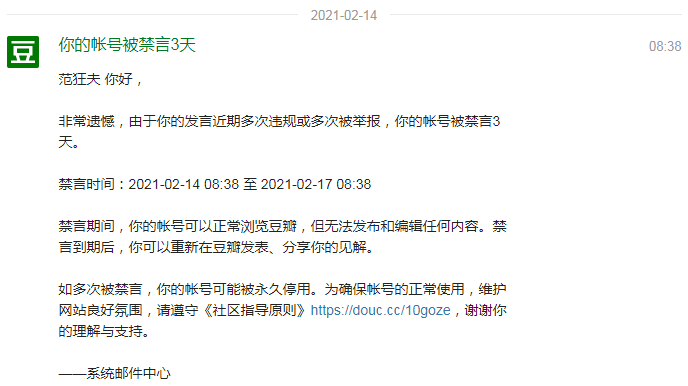 2021-02-14
豆
你的帐号被禁言3天
08:38
范狂夫 你好，
非常遗憾，由于你的发言近期多次违规或多次被举报，你的帐号被禁言3
天。
禁言时间：2021-02-14 08:38 至 2021-02-17 08:38
禁言期间，你的帐号可以正常浏览豆瓣，但无法发布和编辑任何内容。禁
言到期后，你可以重新在豆瓣发表、分享你的见解。
如多次被禁言，你的帐号可能被永久停用。为确保帐号的正常使用，维护
网站良好氛围，请遵守《社区指导原则》https://douc.cc/10goze，谢谢你
的理解与支持。
——系统邮件中心